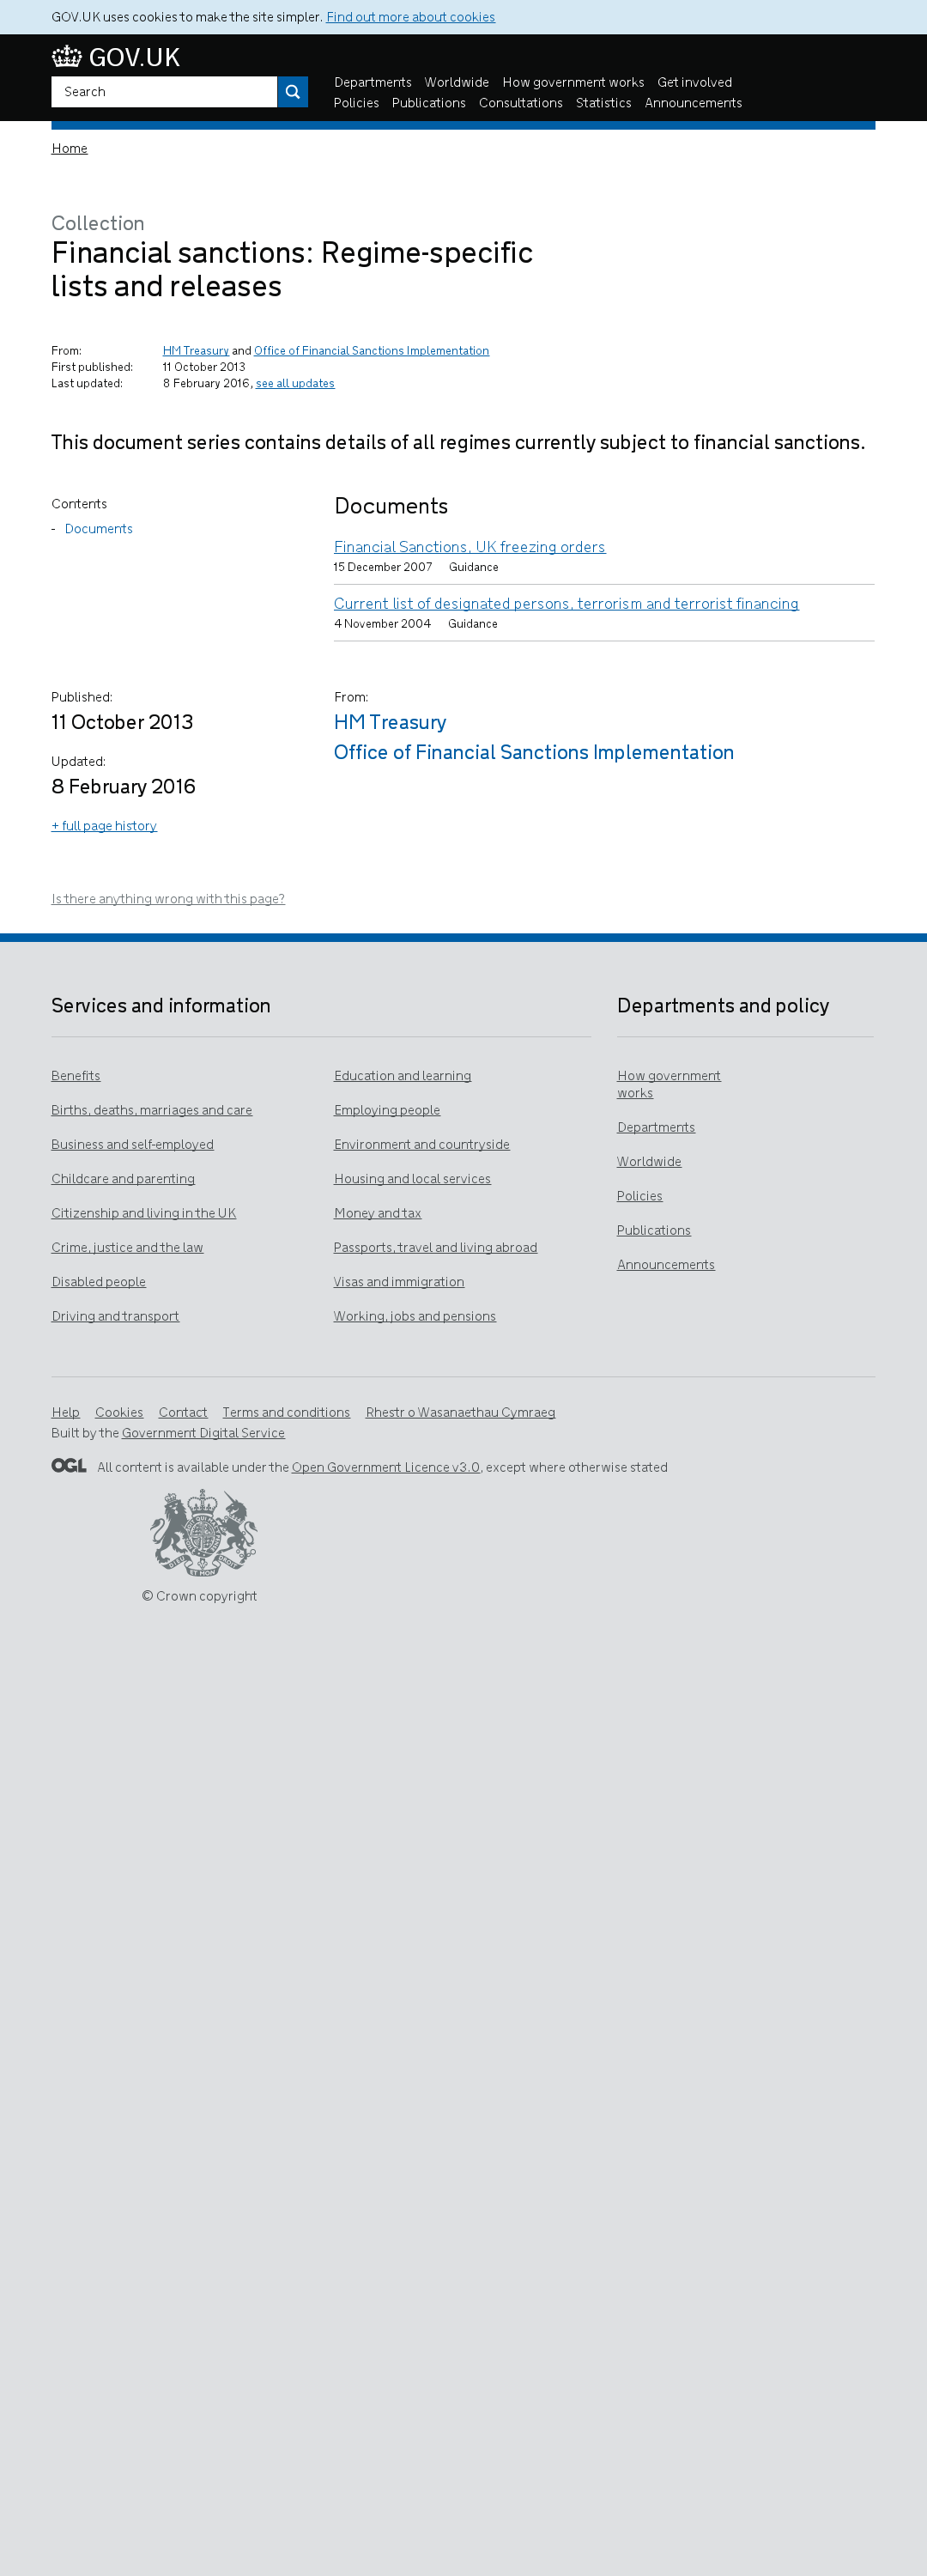 GOV.UK uses cookies to make the site simpler. Find out more about cookies
GOV.UK
Search
Departments Worldwide How government works Get involved
Policies Publications Consultations Statistics Announcements
Home
Collection
Financial sanctions: Regime-specific
lists and releases
From: HM Treasury and Office of Financial Sanctions Implementation
First published: 11 October 2013
Last updated: 8 February 2016, see all updates
This document series contains details of all regimes currently subject to financial sanctions.
Contents
- Documents
Documents
Financial Sanctions, UK freezing orders
15 December 2007 Guidance
Current list of designated persons, terrorism and terrorist financing
4 November 2004 Guidance
Published:
11 October 2013
Updated:
8 February 2016
+ full page history
From:
HM Treasury
Office of Financial Sanctions Implementation
Is there anything wrong with this page?
Services and information
Benefits
Births, deaths, marriages and care
Business and self-employed
Childcare and parenting
Citizenship and living in the UK
Crime, justice and the law
Disabled people
Driving and transport
Education and learning
Employing people
Environment and countryside
Housing and local services
Money and tax
Passports, travel and living abroad
Visas and immigration
Working, jobs and pensions
Departments and policy
How government
works
Departments
Worldwide
Policies
Publications
Announcements
Help Cookies Contact Terms and conditions Rhestr o Wasanaethau Cymraeg
Built by the Government Digital Service
OGL All content is available under the Open Government Licence v3.0, except where otherwise stated
DIEU ET MON DROIT
© Crown copyright